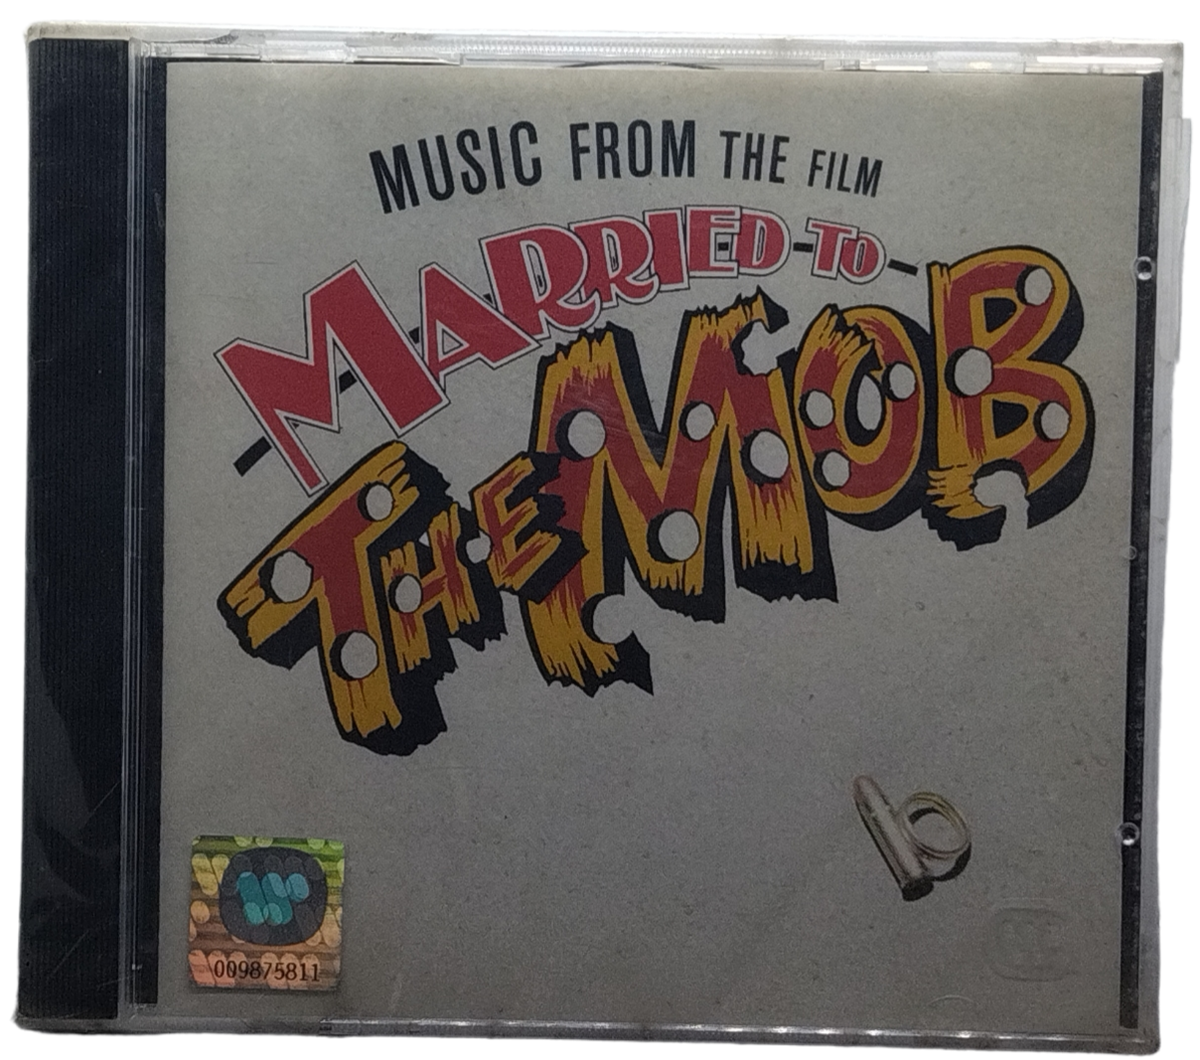 MUSIC FROM THE FILM
MARRIED-TO-
THE MOB
009875811